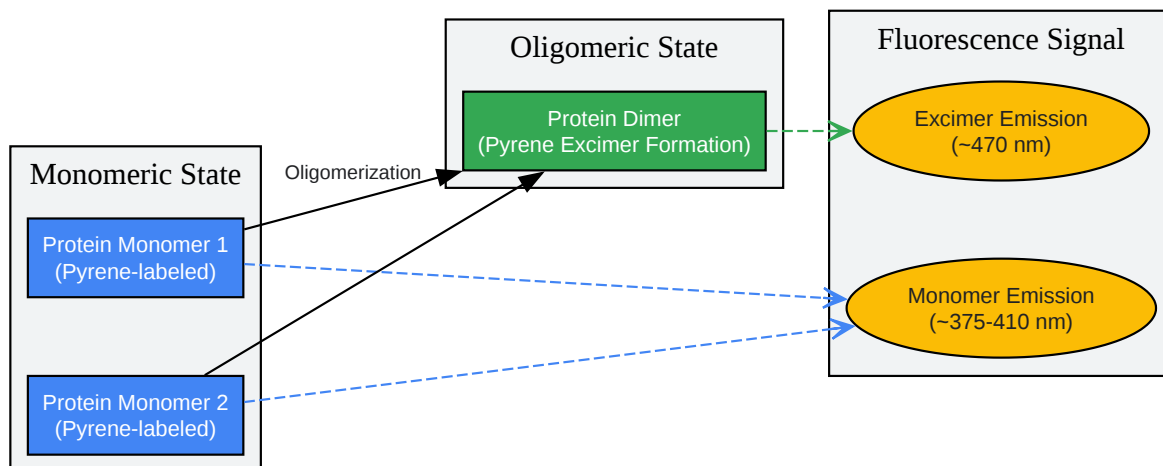 Monomeric State
Protein Monomer 1
(Pyrene-labeled)
Protein Monomer 2
(Pyrene-labeled)
Oligomerization
Oligomeric State
Protein Dimer
(Pyrene Excimer Formation)
Fluorescence Signal
Excimer Emission
(~470 nm)
Monomer Emission
(~375-410 nm)